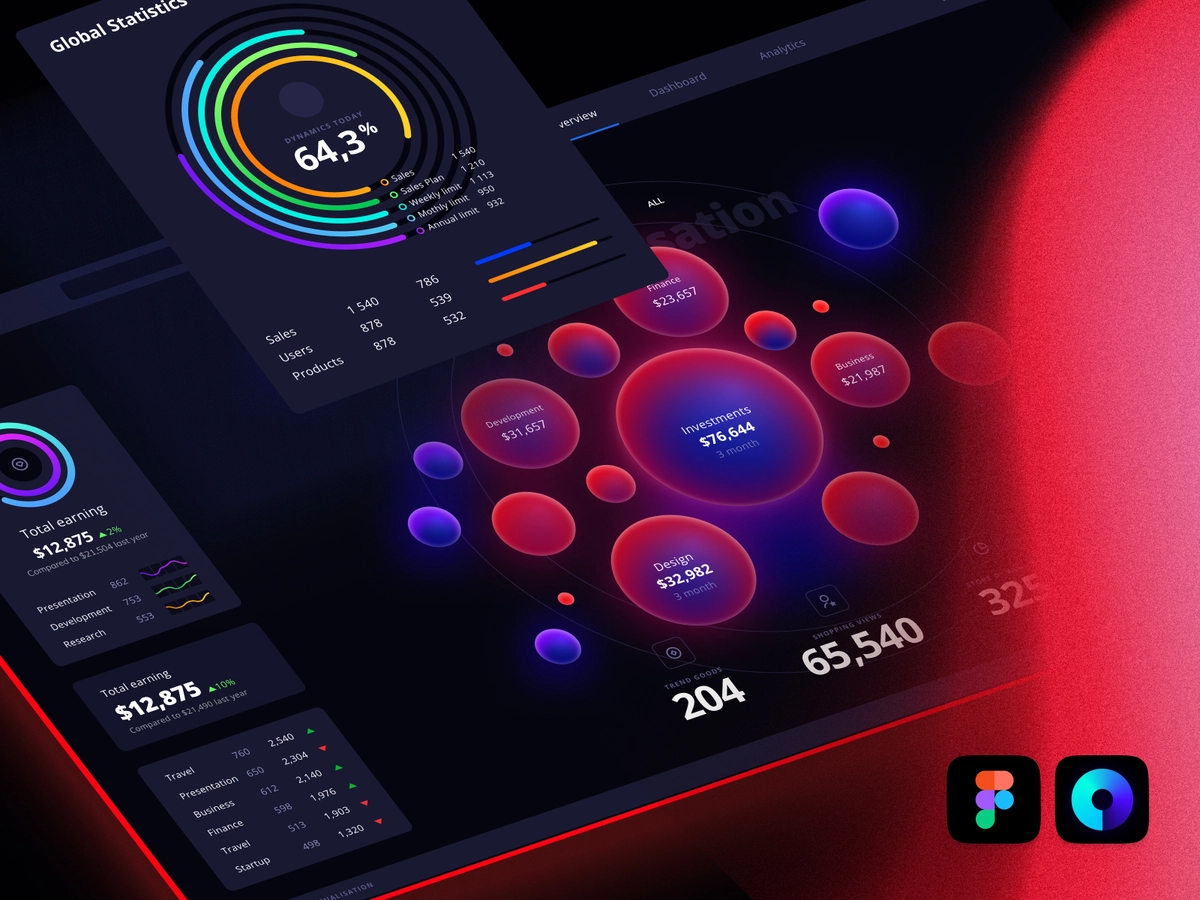 Global Statistics
DYNAMICS TODAY
64,3%
Sales 1 540
Sales Plan 1 210
Weekly limit 1 113
Mothly limit 950
Annual limit 932
Sales 1 540 786
Users 878 539
Products 878 532
verview
Dashboard
Analytics
ALL
sation
Finance
$23,657
Business
$21,987
Development
$31,657
Investments
$76,644
3 month
Design
$32,982
3 month
TREND GOODS
204
SHOPPING VIEWS
65,540
325
Total earning
$12,875 ▲2%
Compared to $21,504 last year
Presentation 862
Development 753
Research 553
Total earning
$12,875 ▲10%
Compared to $21,490 last year
Travel 760 2,540 ▲
Presentation 650 2,304 ▼
Business 612 2,140 ▲
Finance 598 1,976 ▲
Travel 513 1,903 ▼
Startup 498 1,320 ▼
UALISATION